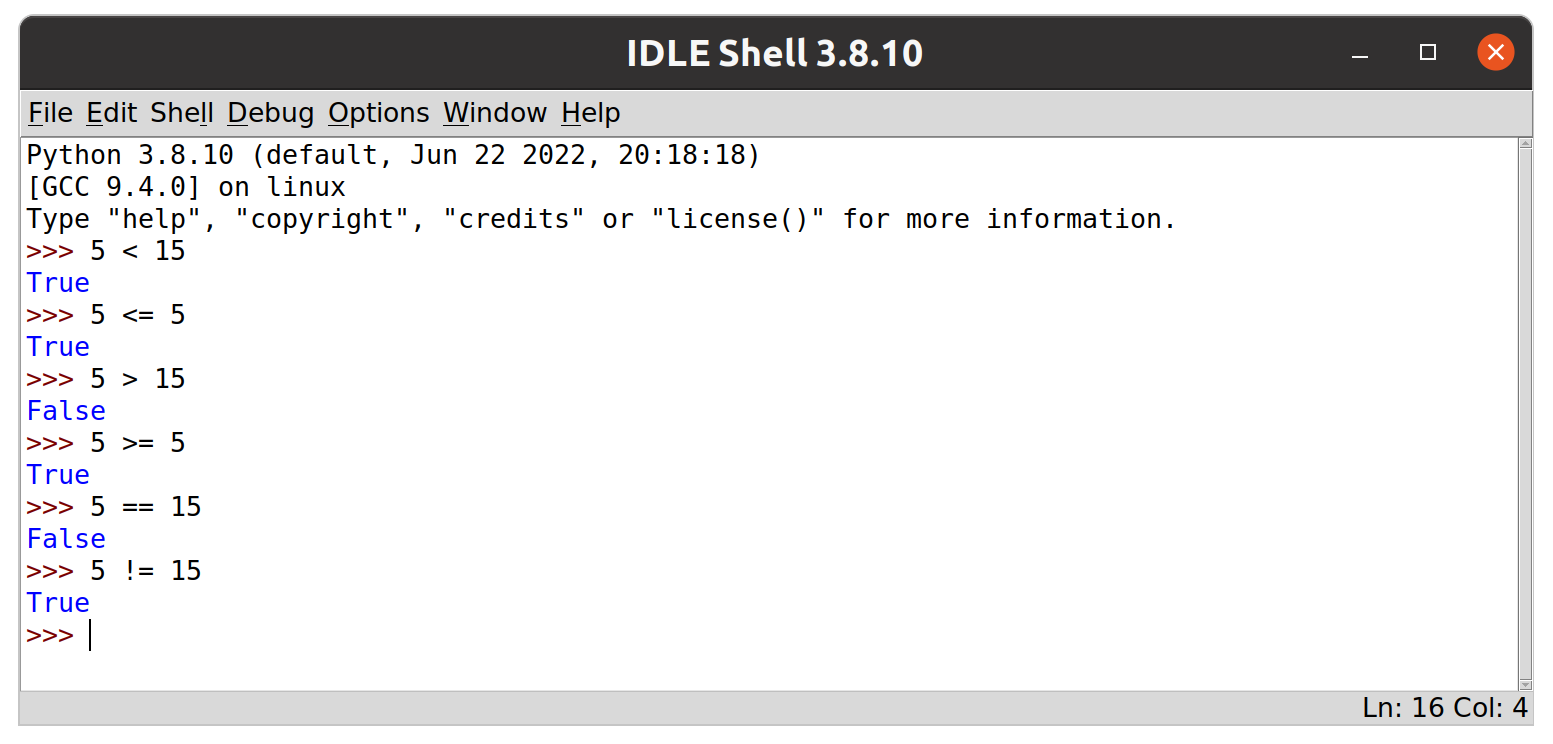 IDLE Shell 3.8.10
File Edit Shell Debug Options Window Help
Python 3.8.10 (default, Jun 22 2022, 20:18:18)
[GCC 9.4.0] on linux
Type "help", "copyright", "credits" or "license()" for more information.
>>> 5 < 15
True
>>> 5 <= 5
True
>>> 5 > 15
False
>>> 5 >= 5
True
>>> 5 == 15
False
>>> 5 != 15
True
>>>
Ln: 16 Col: 4